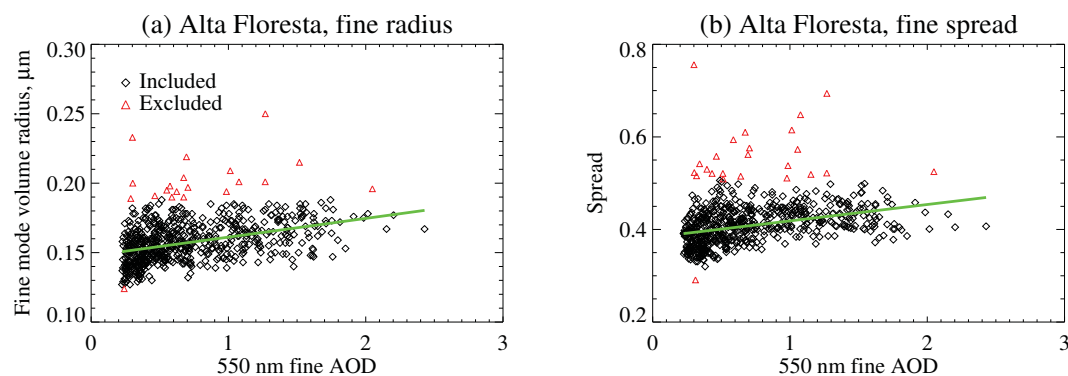 (a) Alta Floresta, fine radius
Fine mode volume radius, μm
0.30
0.25
0.20
0.15
0.10
Included
Excluded
0 1 2 3
550 nm fine AOD
(b) Alta Floresta, fine spread
Spread
0.8
0.6
0.4
0.2
0 1 2 3
550 nm fine AOD